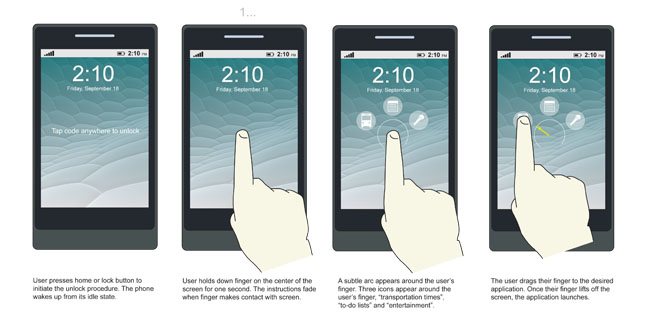 1...
2:10
2:10
Friday, September 18
Tap code anywhere to unlock
2:10
2:10
Friday, September 18
2:10
2:10
Friday, September 18
2:10
2:10
Friday, September 18
User presses home or lock button to
initiate the unlock procedure. The phone
wakes up from its idle state.
User holds down finger on the center of the
screen for one second. The instructions fade
when finger makes contact with screen.
A subtle arc appears around the user's
finger. Three icons appear around the
user's finger, "transportation times",
"to-do lists" and "entertainment".
The user drags their finger to the desired
application. Once their finger lifts off the
screen, the application launches.